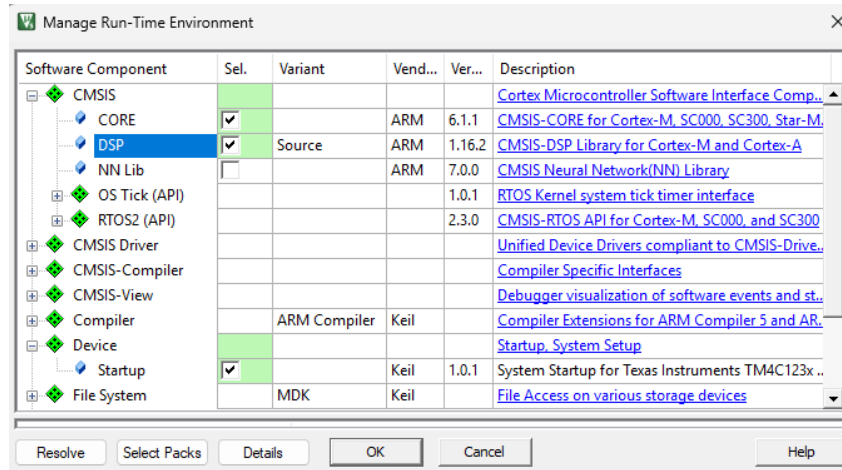 Manage Run-Time Environment
Software Component Sel. Variant Vend... Ver... Description
CMSIS Cortex Microcontroller Software Interface Comp...
CORE ARM 6.1.1 CMSIS-CORE for Cortex-M, SC000, SC300, Star-M.
DSP Source ARM 1.16.2 CMSIS-DSP Library for Cortex-M and Cortex-A
NN Lib ARM 7.0.0 CMSIS Neural Network(NN) Library
OS Tick (API) 1.0.1 RTOS Kernel system tick timer interface
RTOS2 (API) 2.3.0 CMSIS-RTOS API for Cortex-M, SC000, and SC300
CMSIS Driver Unified Device Drivers compliant to CMSIS-Drive..
CMSIS-Compiler Compiler Specific Interfaces
CMSIS-View Debugger visualization of software events and st..
Compiler ARM Compiler Keil Compiler Extensions for ARM Compiler 5 and AR.
Device Startup, System Setup
Startup Keil 1.0.1 System Startup for Texas Instruments TM4C123x ..
File System MDK Keil File Access on various storage devices
Resolve Select Packs Details OK Cancel Help